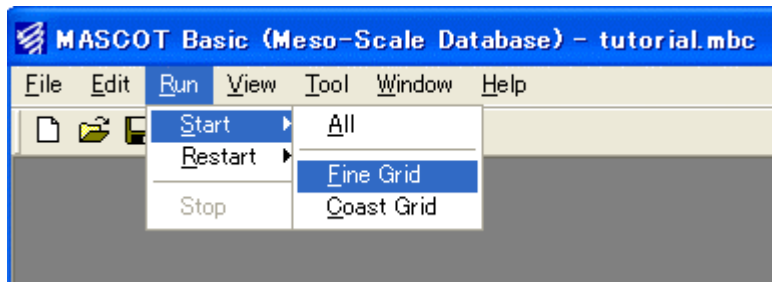 MASCOT Basic (Meso-Scale Database) - tutorial.mbc
File Edit Run View Tool Window Help
Start All
Restart
Fine Grid
Stop Coast Grid